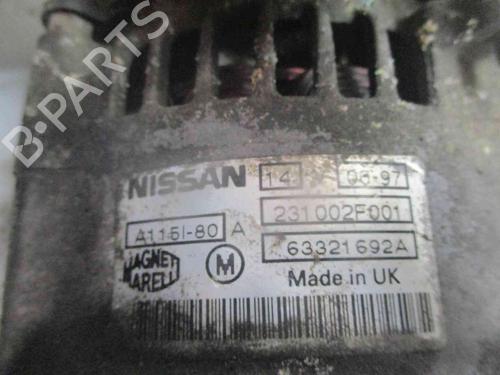 B-PARTS
NISSAN 14 06-97
231002F001
A115I-80 A
63321692A
MAGNETI MARELLI
M
Made in UK